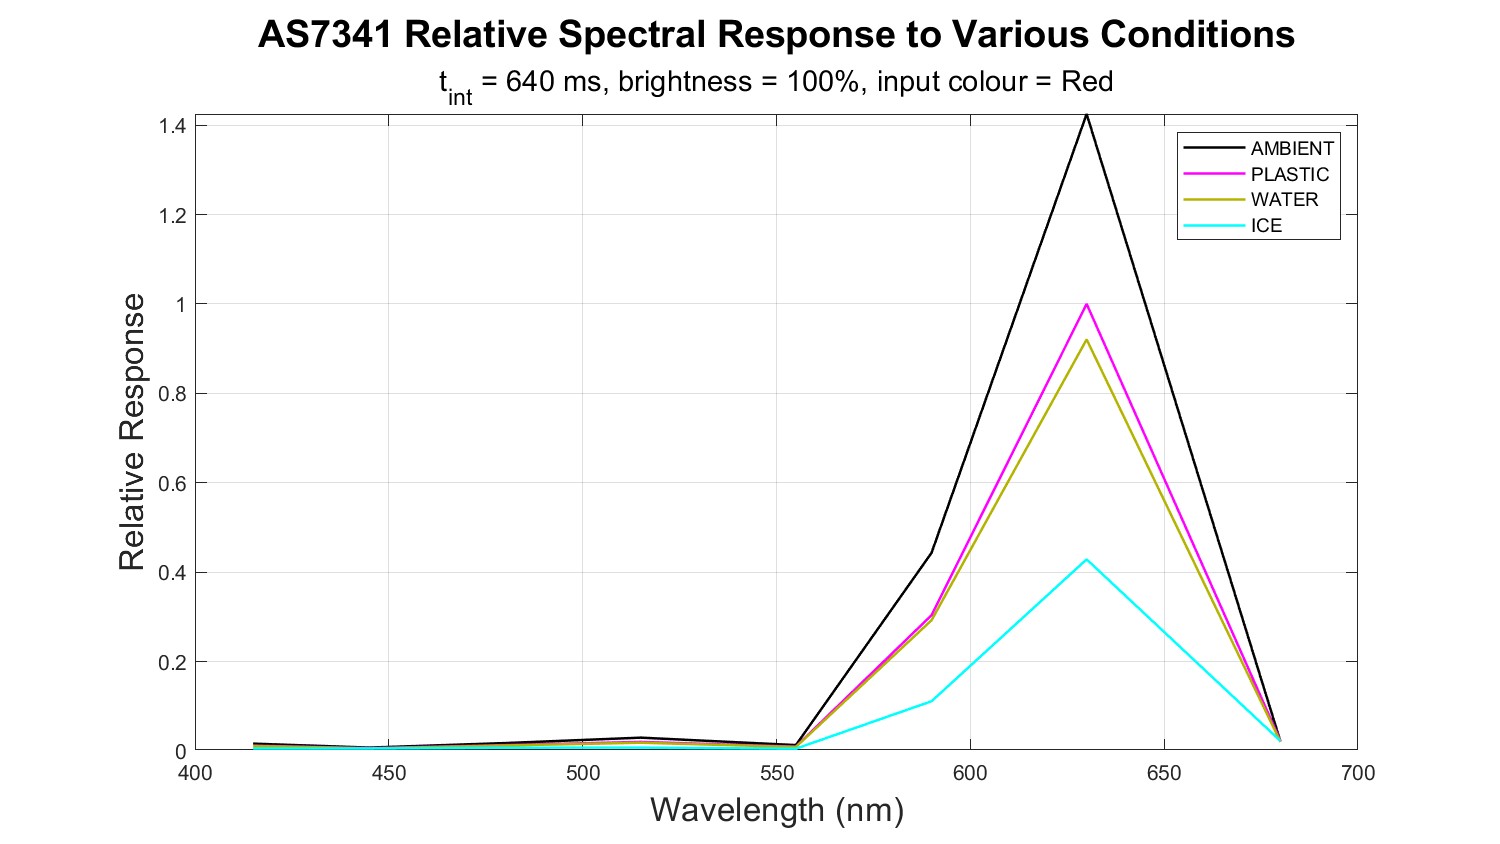 AS7341 Relative Spectral Response to Various Conditions
t_int = 640 ms, brightness = 100%, input colour = Red
1.4
1.2
1
0.8
0.6
0.4
0.2
0
Relative Response
AMBIENT
PLASTIC
WATER
ICE
400 450 500 550 600 650 700
Wavelength (nm)